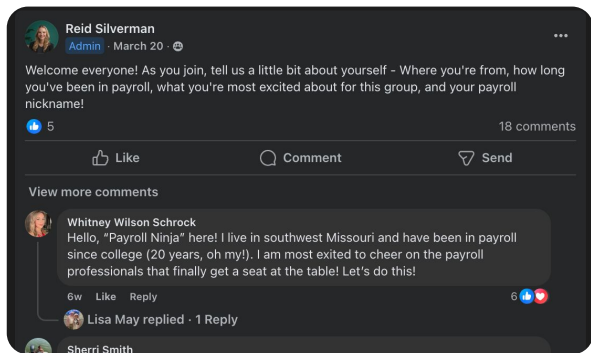 Reid Silverman
Admin · March 20 ·
Welcome everyone! As you join, tell us a little bit about yourself - Where you're from, how long
you've been in payroll, what you're most excited about for this group, and your payroll
nickname!
5
18 comments
Like
Comment
Send
View more comments
Whitney Wilson Schrock
Hello, “Payroll Ninja” here! I live in southwest Missouri and have been in payroll
since college (20 years, oh my!). I am most exited to cheer on the payroll
professionals that finally get a seat at the table! Let’s do this!
6w Like Reply
6
Lisa May replied · 1 Reply
Sherri Smith